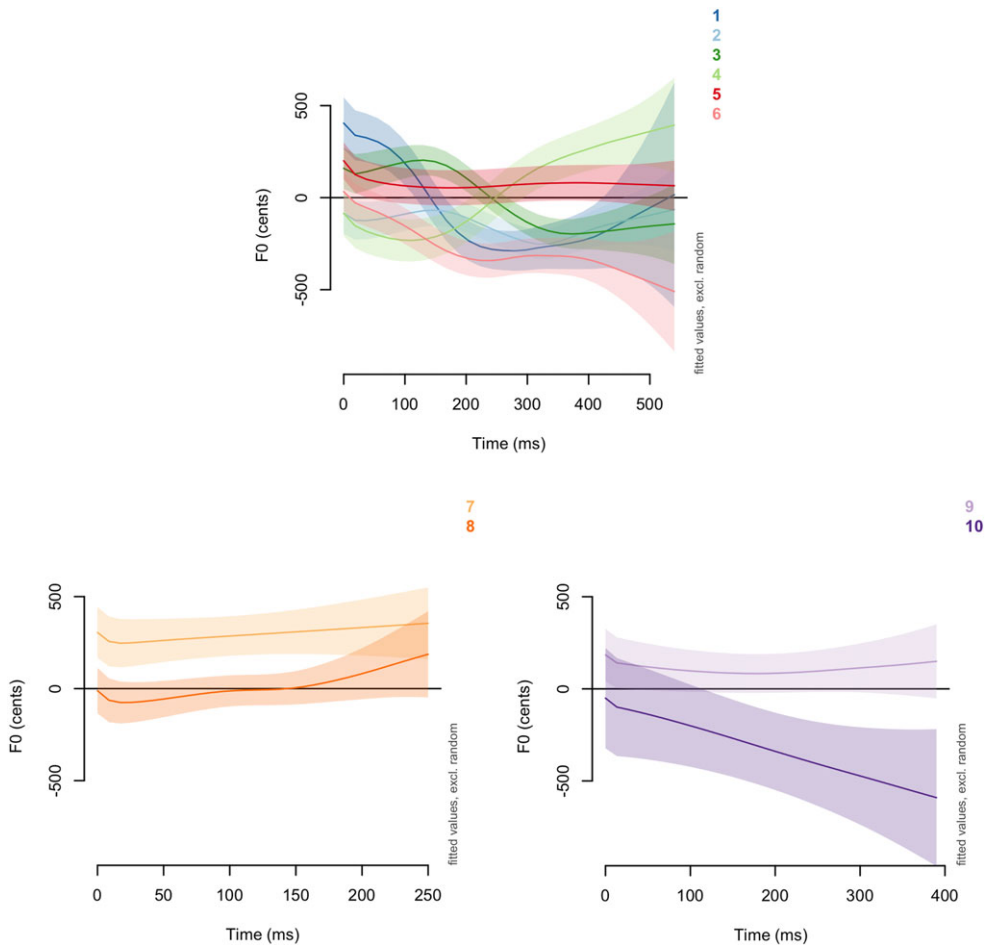 1
2
3
4
5
6
500
0
-500
F0 (cents)
0 100 200 300 400 500
Time (ms)
fitted values, excl. random
7
8
500
0
-500
F0 (cents)
0 50 100 150 200 250
Time (ms)
fitted values, excl. random
9
10
500
0
-500
F0 (cents)
0 100 200 300 400
Time (ms)
fitted values, excl. random